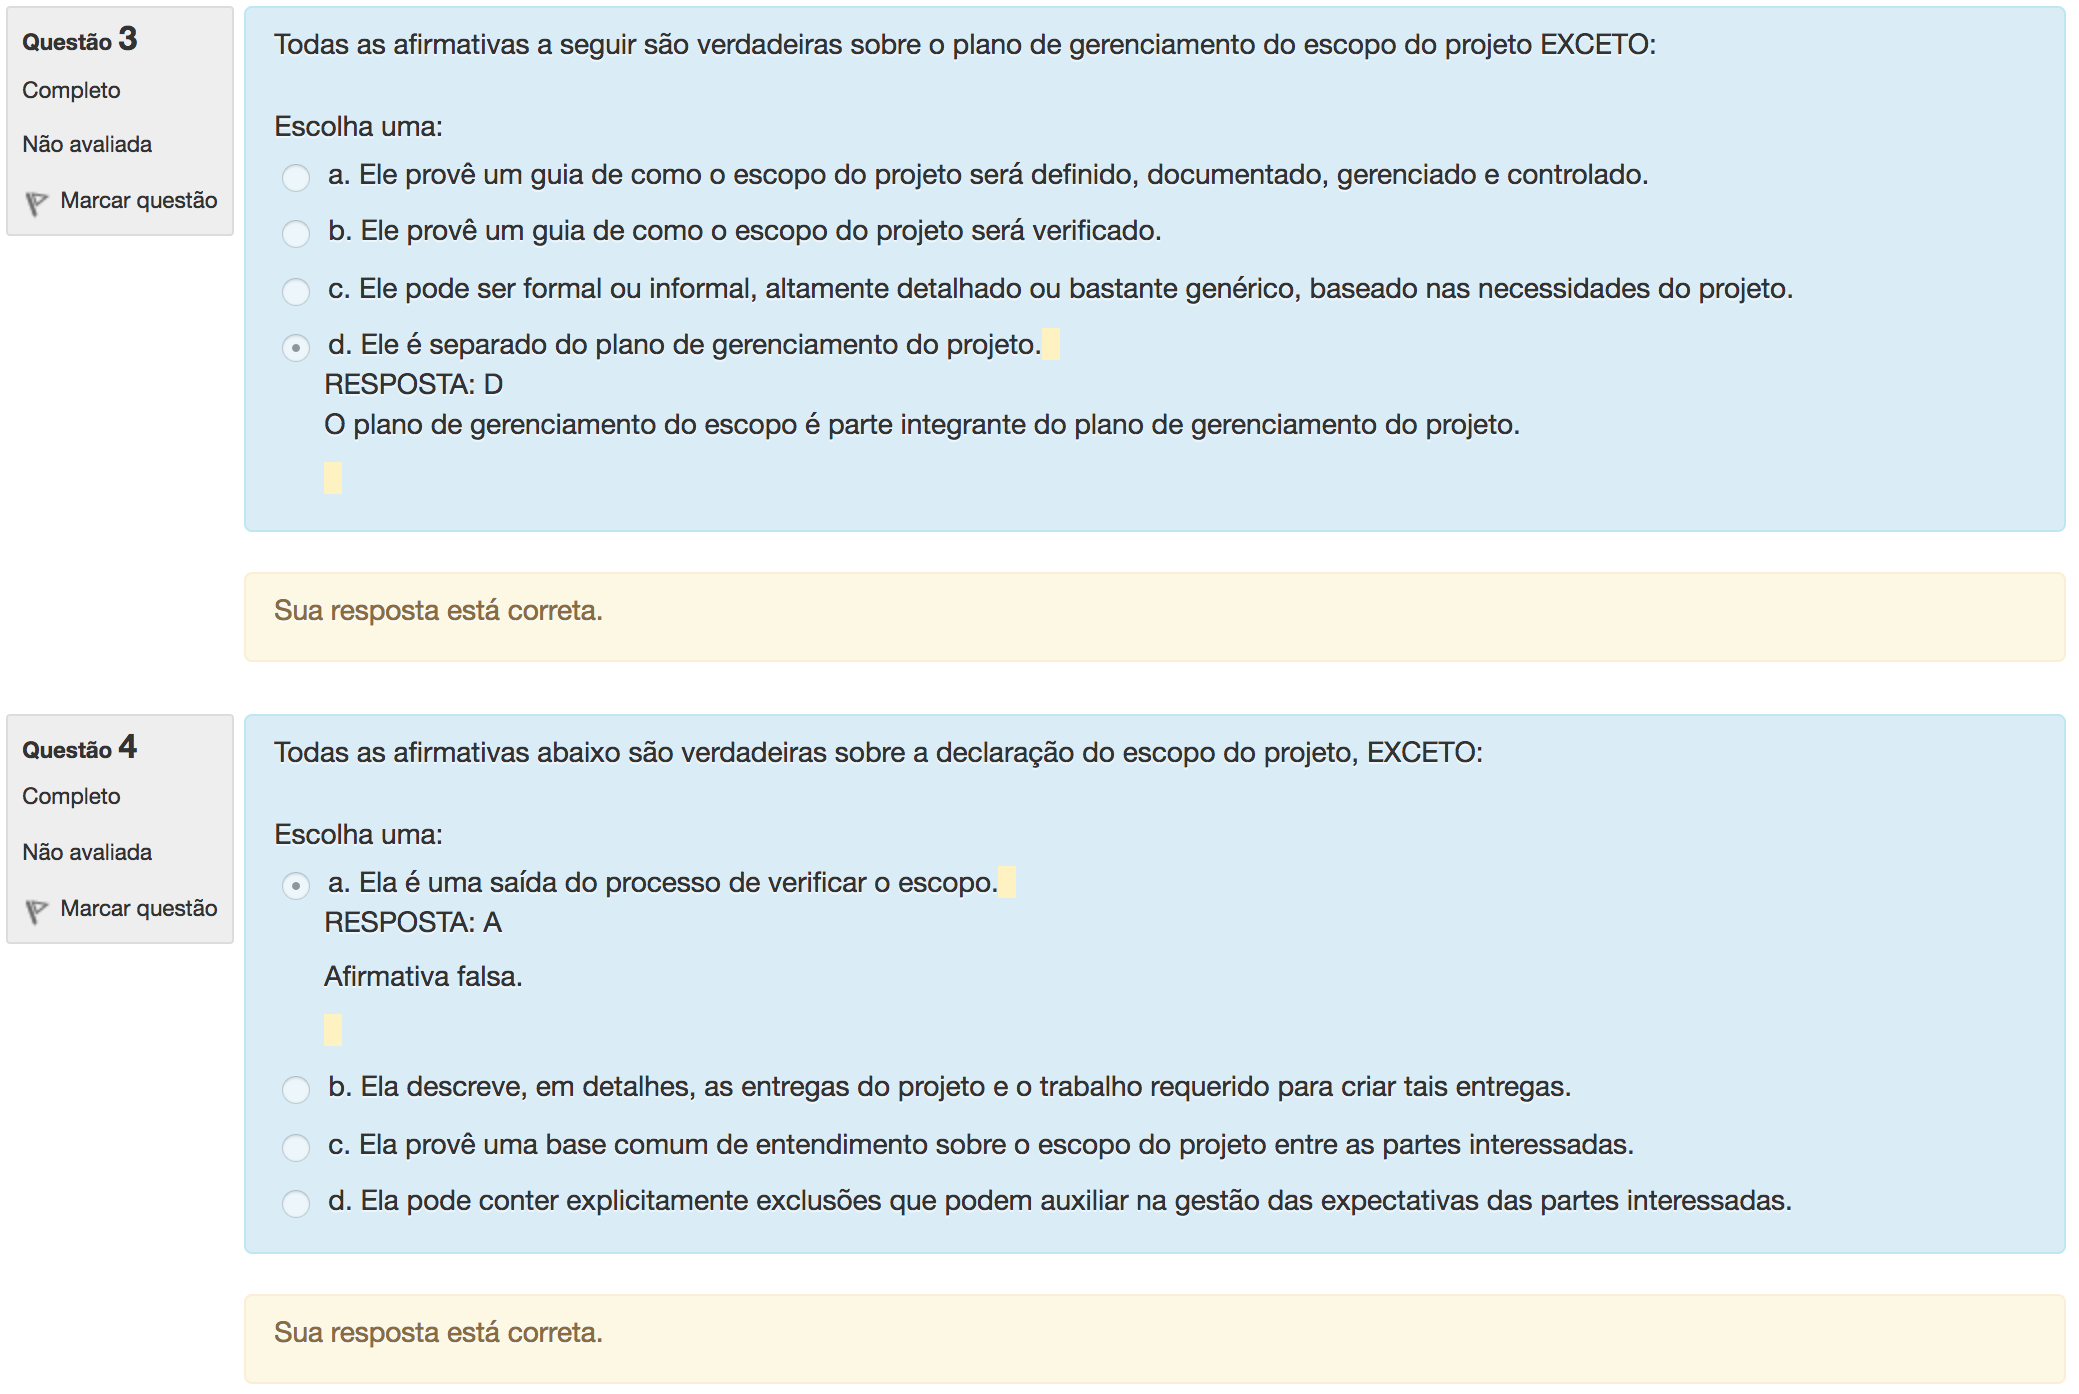 Questão 3
Completo
Não avaliada
Marcar questão
Todas as afirmativas a seguir são verdadeiras sobre o plano de gerenciamento do escopo do projeto EXCETO:
Escolha uma:
a. Ele provê um guia de como o escopo do projeto será definido, documentado, gerenciado e controlado.
b. Ele provê um guia de como o escopo do projeto será verificado.
c. Ele pode ser formal ou informal, altamente detalhado ou bastante genérico, baseado nas necessidades do projeto.
d. Ele é separado do plano de gerenciamento do projeto.
RESPOSTA: D
O plano de gerenciamento do escopo é parte integrante do plano de gerenciamento do projeto.
Sua resposta está correta.
Questão 4
Completo
Não avaliada
Marcar questão
Todas as afirmativas abaixo são verdadeiras sobre a declaração do escopo do projeto, EXCETO:
Escolha uma:
a. Ela é uma saída do processo de verificar o escopo.
RESPOSTA: A
Afirmativa falsa.
b. Ela descreve, em detalhes, as entregas do projeto e o trabalho requerido para criar tais entregas.
c. Ela provê uma base comum de entendimento sobre o escopo do projeto entre as partes interessadas.
d. Ela pode conter explicitamente exclusões que podem auxiliar na gestão das expectativas das partes interessadas.
Sua resposta está correta.